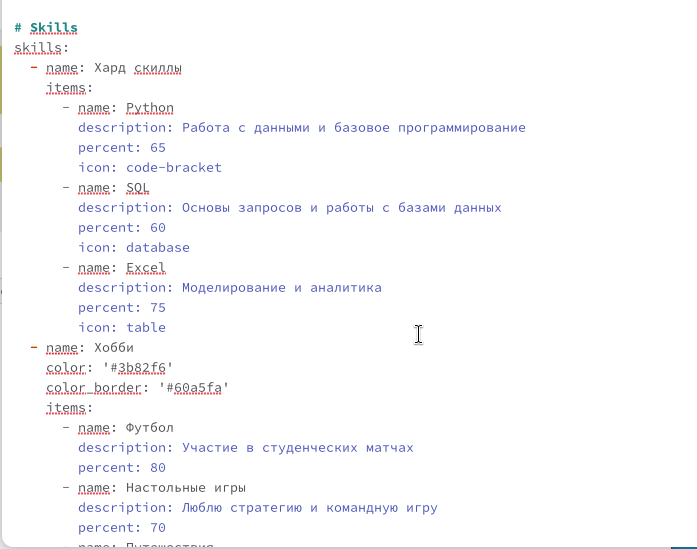 # Skills
skills:
  - name: Хард скиллы
    items:
      - name: Python
        description: Работа с данными и базовое программирование
        percent: 65
        icon: code-bracket
      - name: SQL
        description: Основы запросов и работы с базами данных
        percent: 60
        icon: database
      - name: Excel
        description: Моделирование и аналитика
        percent: 75
        icon: table
  - name: Хобби
    color: '#3b82f6'
    color_border: '#60a5fa'
    items:
      - name: Футбол
        description: Участие в студенческих матчах
        percent: 80
      - name: Настольные игры
        description: Люблю стратегию и командную игру
        percent: 70
      - name: Путешествия